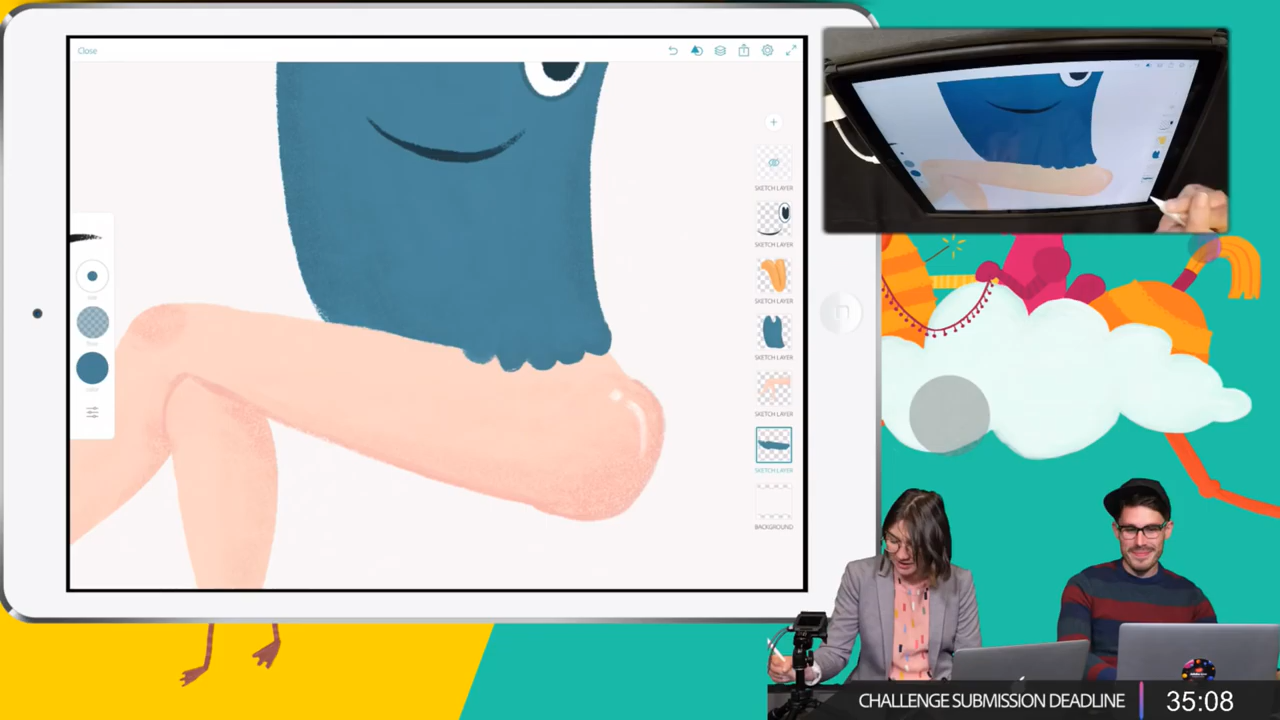 Close
SKETCH LAYER
SKETCH LAYER
SKETCH LAYER
SKETCH LAYER
SKETCH LAYER
SKETCH LAYER
BACKGROUND
CHALLENGE SUBMISSION DEADLINE
35:08